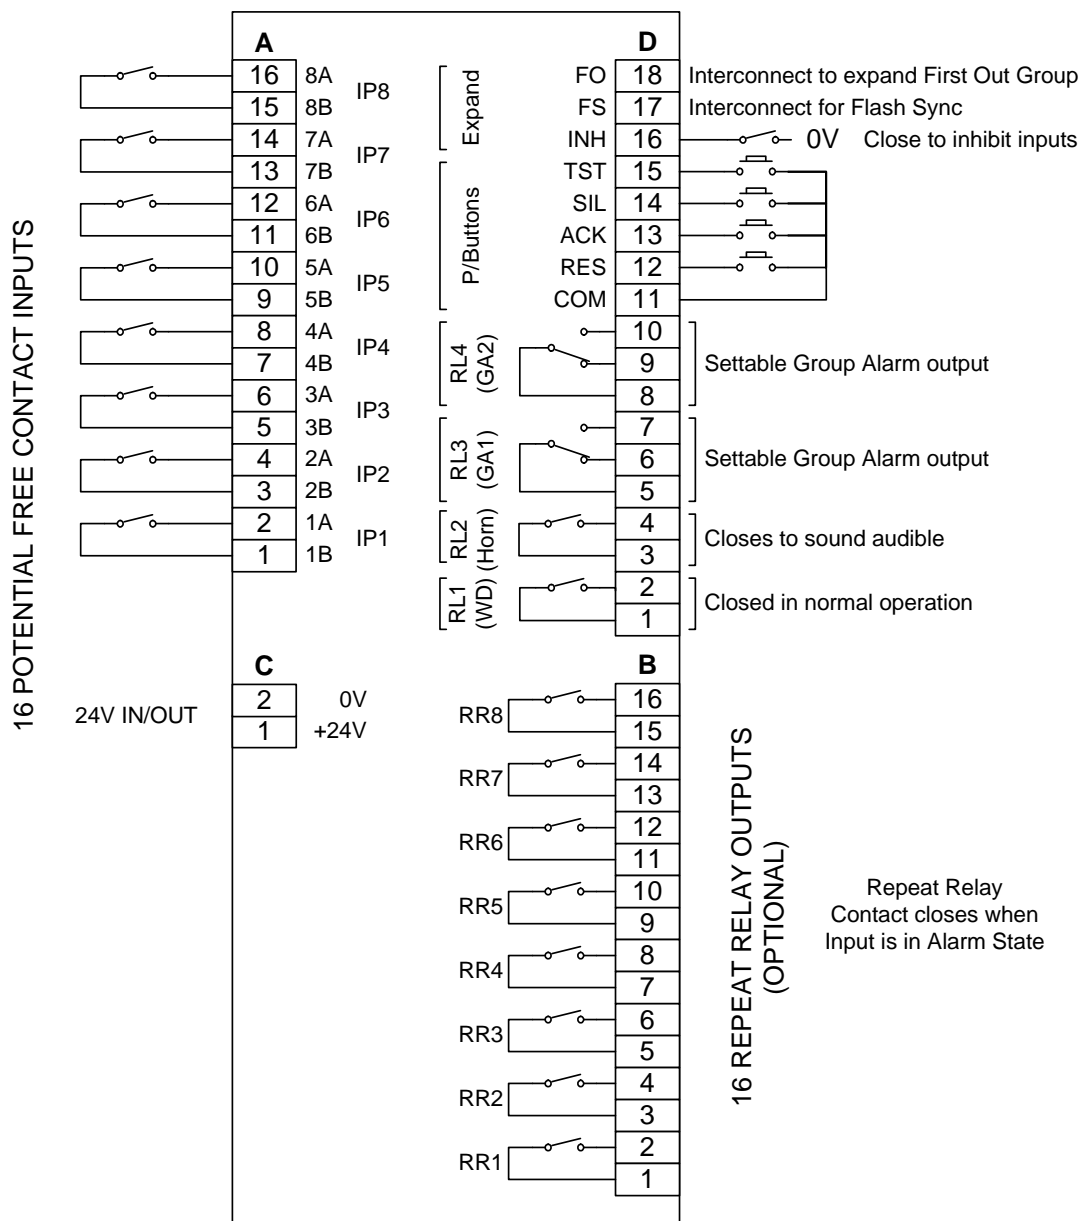 16 POTENTIAL FREE CONTACT INPUTS
A
16 8A
15 8B
IP8
14 7A
13 7B
IP7
12 6A
11 6B
IP6
10 5A
9 5B
IP5
8 4A
7 4B
IP4
6 3A
5 3B
IP3
4 2A
3 2B
IP2
2 1A
1 1B
IP1
Expand
P/Buttons
RL4
(GA2)
RL3
(GA1)
RL2
(Horn)
RL1
(WD)
D
FO 18 Interconnect to expand First Out Group
FS 17 Interconnect for Flash Sync
INH 16 0V Close to inhibit inputs
TST 15
SIL 14
ACK 13
RES 12
COM 11
10
9 Settable Group Alarm output
8
7
6 Settable Group Alarm output
5
4
3
Closes to sound audible
2
1
Closed in normal operation
24V IN/OUT
C
2 0V
1 +24V
B
RR8
16
15
RR7
14
13
RR6
12
11
RR5
10
9
RR4
8
7
RR3
6
5
RR2
4
3
RR1
2
1
16 REPEAT RELAY OUTPUTS
(OPTIONAL)
Repeat Relay
Contact closes when
Input is in Alarm State